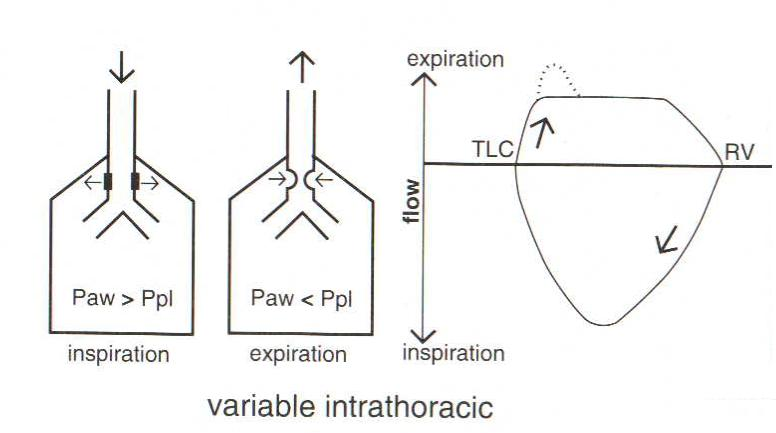 expiration
TLC
RV
flow
Paw > Ppl
Paw < Ppl
inspiration
expiration
inspiration
variable intrathoracic